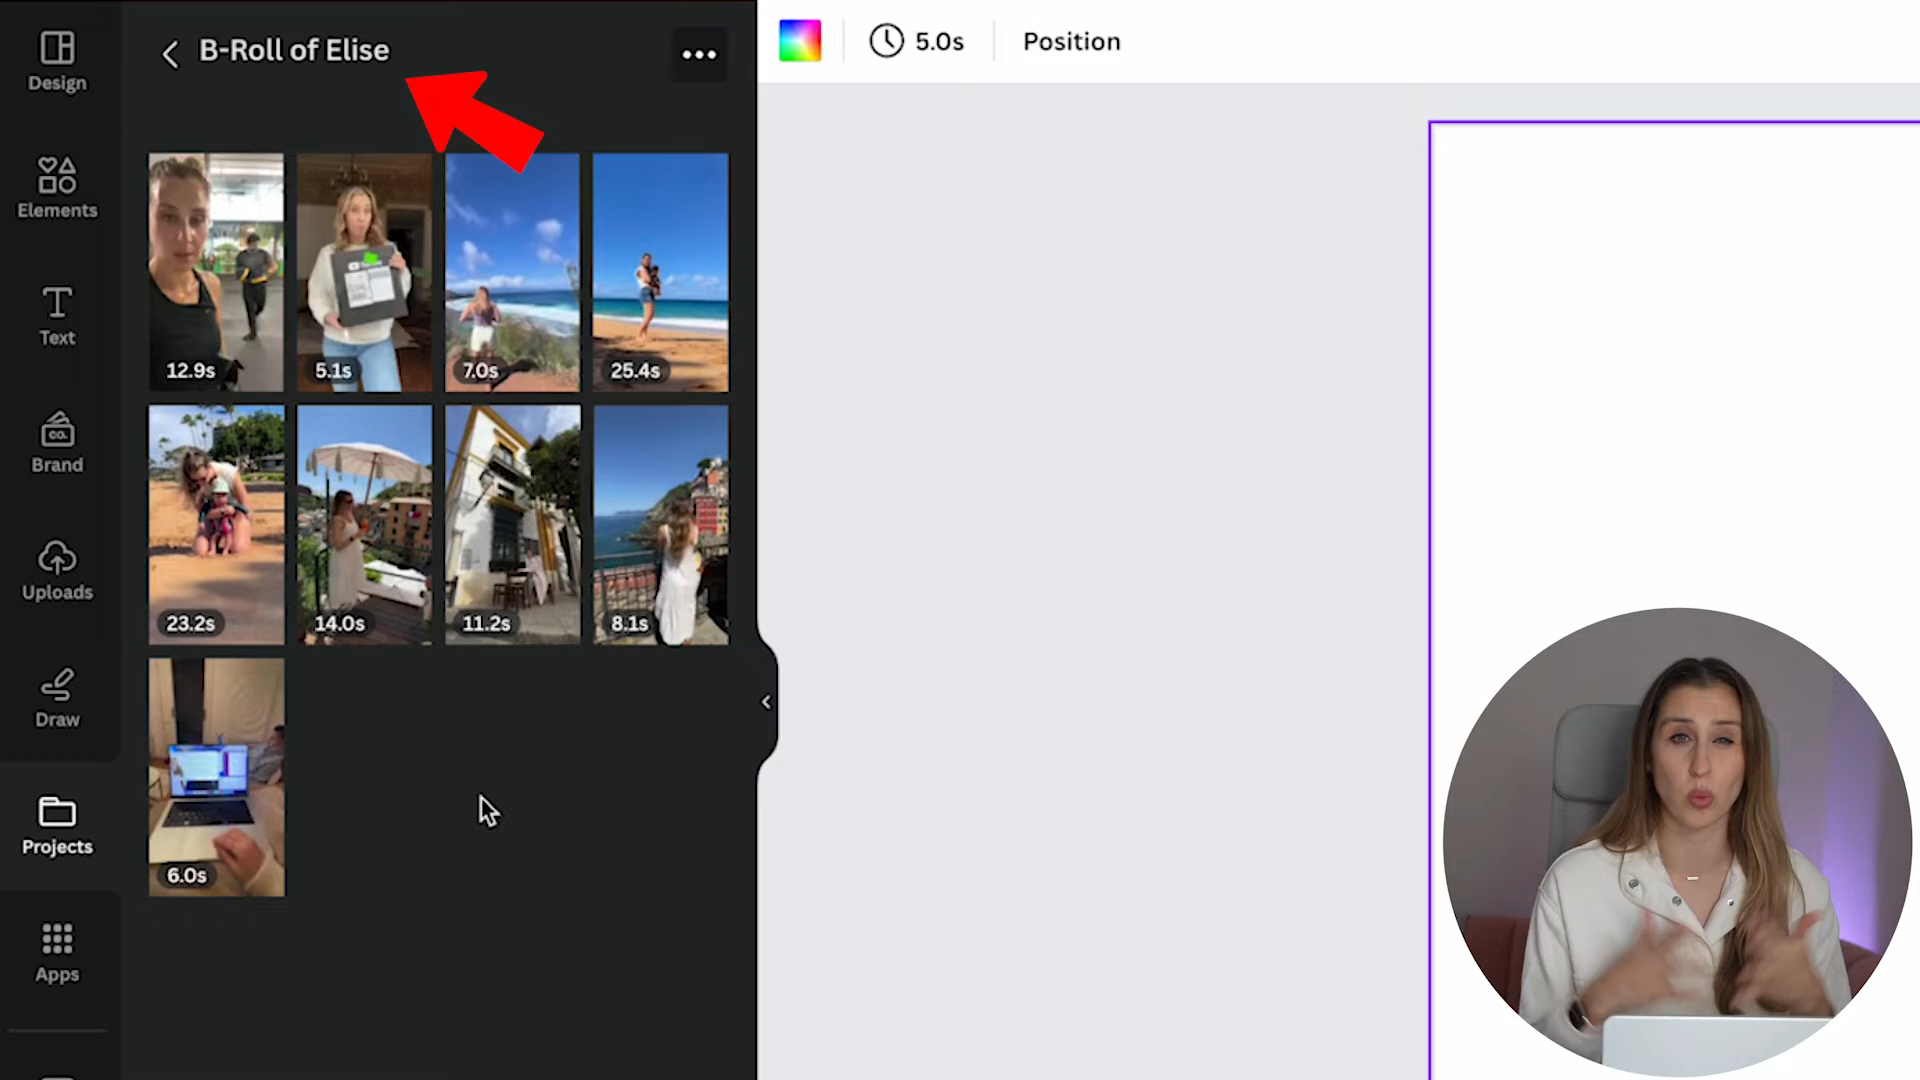 B-Roll of Elise
5.0s
Position
Design
Elements
Text
CO.
Brand
Uploads
Draw
Projects
Apps
12.9s
5.1s
7.0s
25.4s
23.2s
14.0s
11.2s
8.1s
6.0s